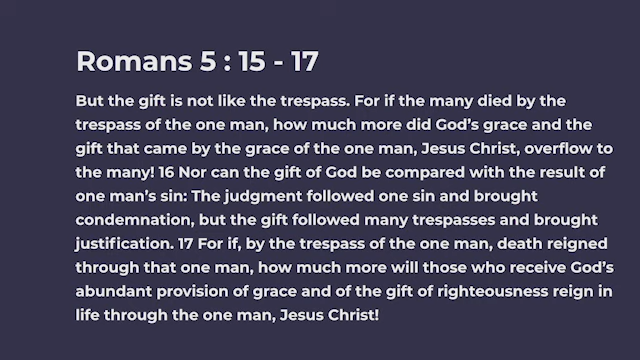 Romans 5 : 15 - 17
But the gift is not like the trespass. For if the many died by the
trespass of the one man, how much more did God’s grace and the
gift that came by the grace of the one man, Jesus Christ, overflow to
the many! 16 Nor can the gift of God be compared with the result of
one man’s sin: The judgment followed one sin and brought
condemnation, but the gift followed many trespasses and brought
justification. 17 For if, by the trespass of the one man, death reigned
through that one man, how much more will those who receive God’s
abundant provision of grace and of the gift of righteousness reign in
life through the one man, Jesus Christ!